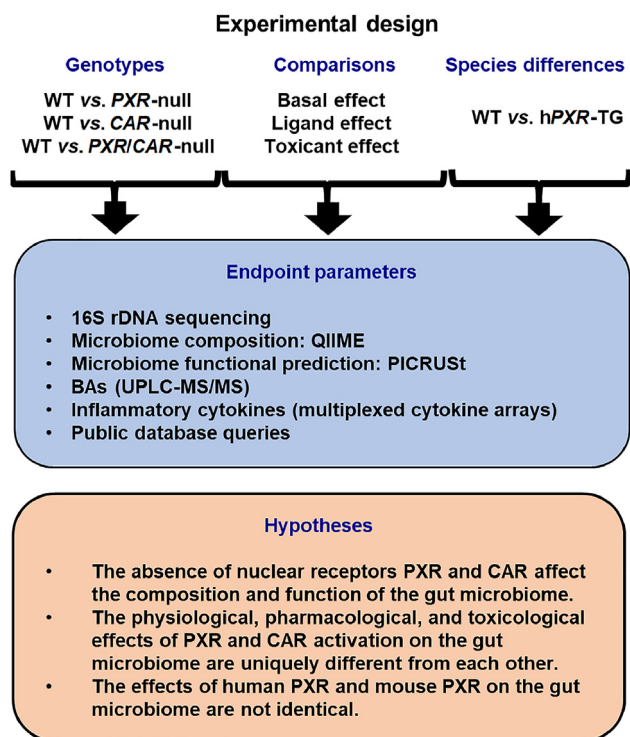 Experimental design
Genotypes
WT vs. PXR-null
WT vs. CAR-null
WT vs. PXR/CAR-null
Comparisons
Basal effect
Ligand effect
Toxicant effect
Species differences
WT vs. hPXR-TG
Endpoint parameters
• 16S rDNA sequencing
• Microbiome composition: QIIME
• Microbiome functional prediction: PICRUSt
• BAs (UPLC-MS/MS)
• Inflammatory cytokines (multiplexed cytokine arrays)
• Public database queries
Hypotheses
• The absence of nuclear receptors PXR and CAR affect
the composition and function of the gut microbiome.
• The physiological, pharmacological, and toxicological
effects of PXR and CAR activation on the gut
microbiome are uniquely different from each other.
• The effects of human PXR and mouse PXR on the gut
microbiome are not identical.